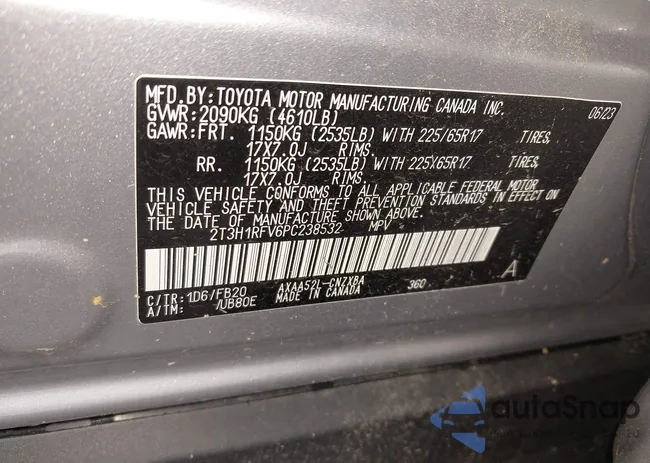 MFD. BY: TOYOTA MOTOR MANUFACTURING CANADA INC. 06/23
GVWR: 2090KG (4610LB)
GAWR: FRT. 1150KG (2535LB) WITH 225/65R17 TIRES,
17X7.0J RIMS,
RR. 1150KG (2535LB) WITH 225/65R17 TIRES,
17X7.0J RIMS,
THIS VEHICLE CONFORMS TO ALL APPLICABLE FEDERAL MOTOR
VEHICLE SAFETY AND THEFT PREVENTION STANDARDS IN EFFECT ON
THE DATE OF MANUFACTURE SHOWN ABOVE.
2T3H1RFV6PC238532 MPV
A
C/TR: 1D6/FB20 AXAA52L-CNZXBA 360
A/TM: /UB80E MADE IN CANADA
autoSnap